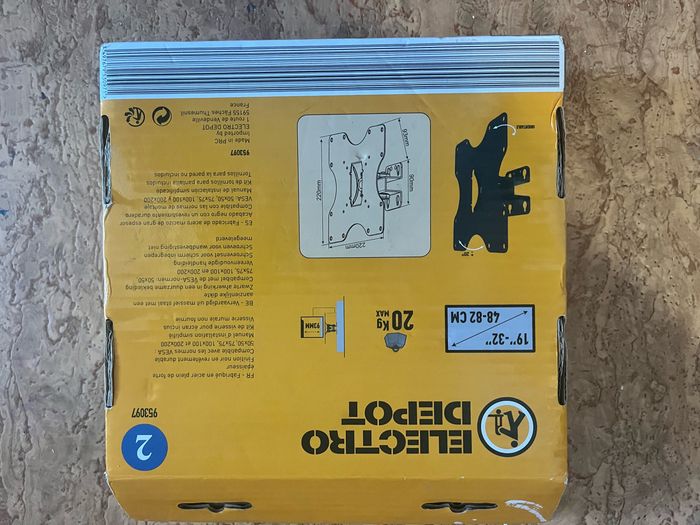 ELECTRO
DEPOT
2
953097
19"-32"
48-82 CM
20 Kg
MAX
93MM
± 20°
ORIENTABLE
220mm
220mm
90mm
93mm
FR - Fabriqué en acier plein de forte
épaisseur
Finition noir en revêtement durable
Compatible avec les normes VESA
50x50, 75x75, 100x100 et 200x200
Manuel d'installation simplifié
Kit de visserie pour écran inclus
Visserie murale non fournie
BE - Vervaardigd uit massief staal met een
aanzienlijke dikte
Zwarte afwerking in een duurzame bekleding
Compatibel met de VESA-normen: 50x50
75x75, 100x100 en 200x200
Vereenvoudigde handleiding
Schroevenset voor scherm inbegrepen
Schroeven voor wandbevestiging niet
meegeleverd
ES - Fabricado de acero macizo de gran espesor
Acabado negro con un revestimiento duradero
Compatible con las normas de montaje
VESA: 50x50, 75x75, 100x100 y 200x200
Manual de instalación simplificado
Kit de tornillos para pantalla incluidos
Tornillos para la pared no incluidos
953097
Made in PRC
Imported by
ELECTRO DEPOT
1 route de Vendeville
59155 Faches Thumesnil
France